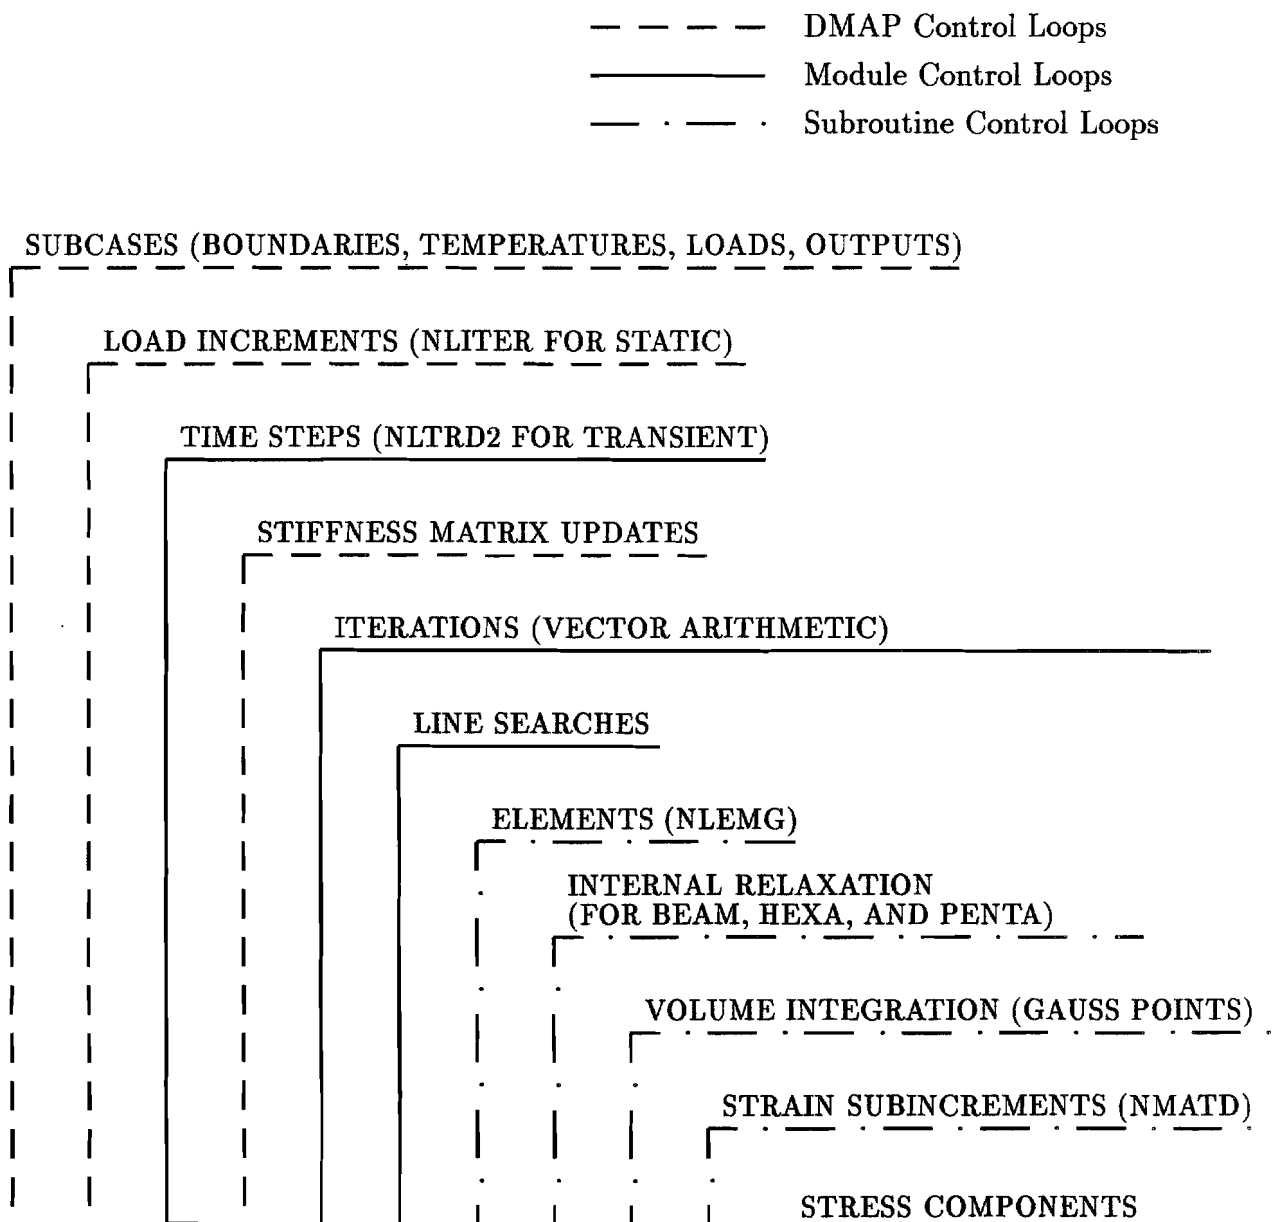 DMAP Control Loops
Module Control Loops
Subroutine Control Loops
SUBCASES (BOUNDARIES, TEMPERATURES, LOADS, OUTPUTS)
LOAD INCREMENTS (NLITER FOR STATIC)
TIME STEPS (NLTRD2 FOR TRANSIENT)
STIFFNESS MATRIX UPDATES
ITERATIONS (VECTOR ARITHMETIC)
LINE SEARCHES
ELEMENTS (NLEMG)
INTERNAL RELAXATION
(FOR BEAM, HEXA, AND PENTA)
VOLUME INTEGRATION (GAUSS POINTS)
STRAIN SUBINCREMENTS (NMATD)
STRESS COMPONENTS